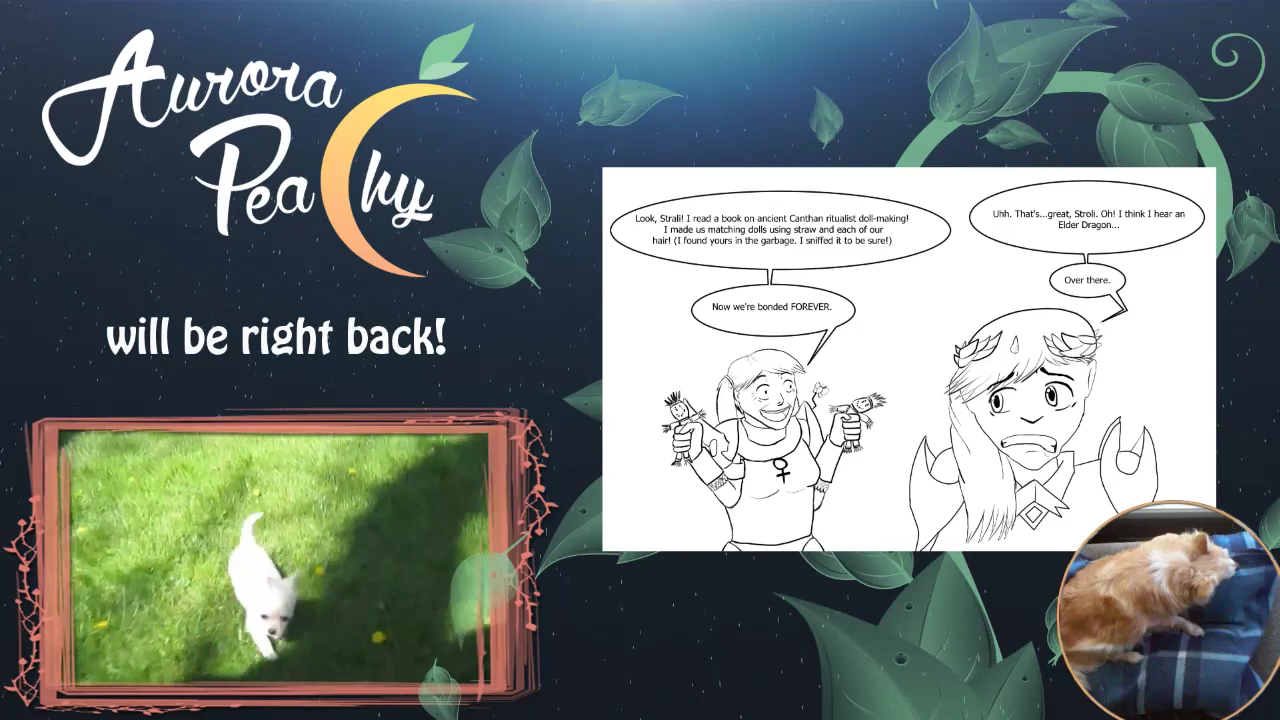 Aurora
Peachy
will be right back!
Look, Strali! I read a book on ancient Canthan ritualist doll-making!
I made us matching dolls using straw and each of our
hair! (I found yours in the garbage. I sniffed it to be sure!)
Now we're bonded FOREVER.
Uhh. That's...great, Stroli. Oh! I think I hear an
Elder Dragon...
Over there.